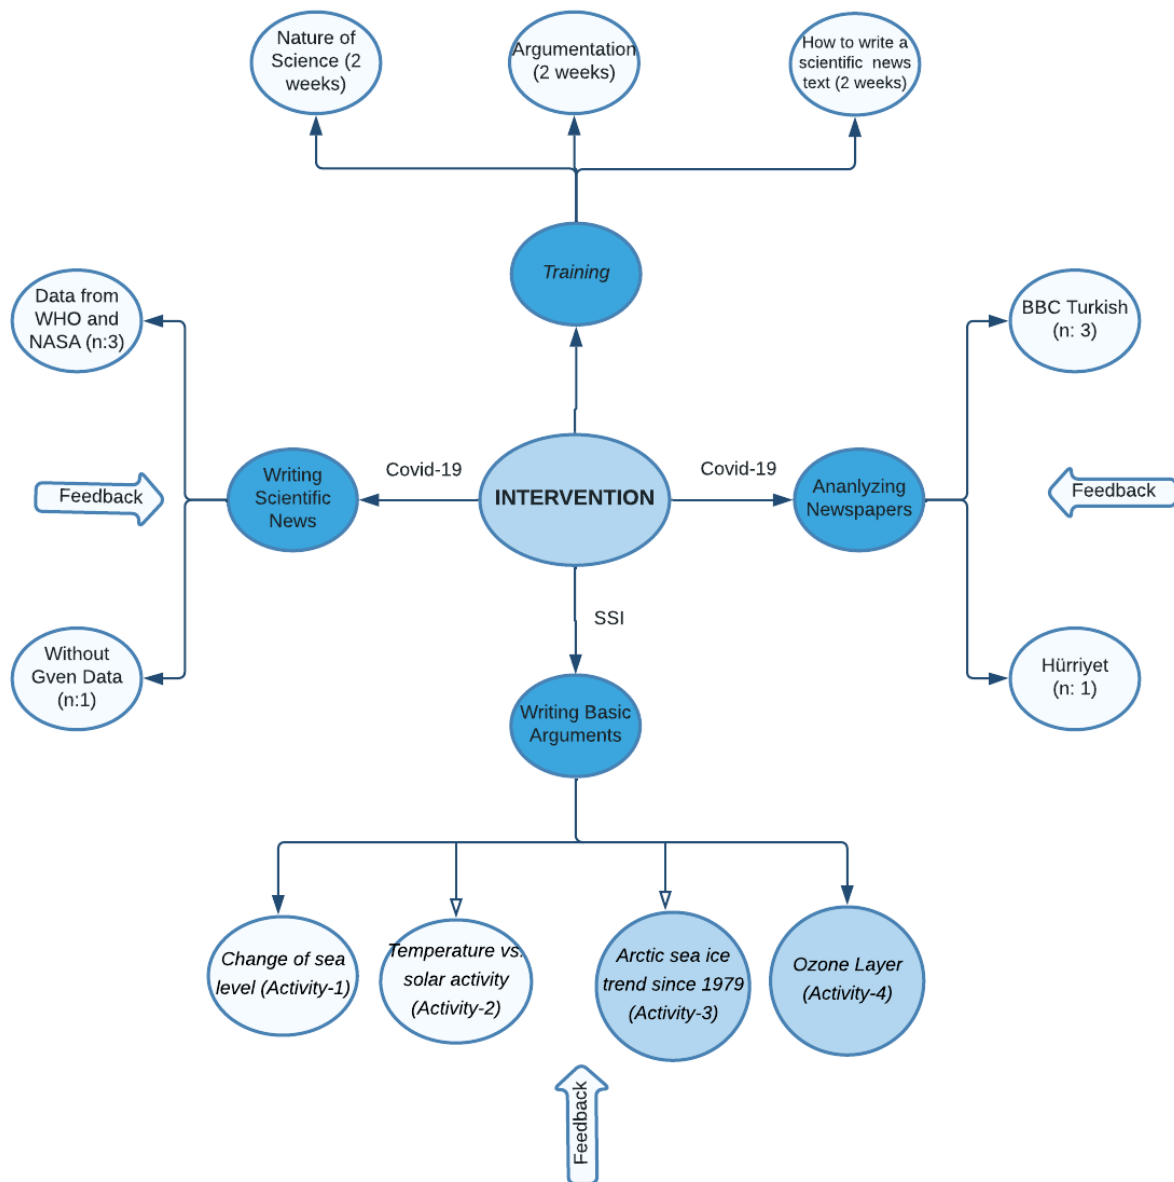 Nature of
Science (2
weeks)
Argumentation
(2 weeks)
How to write a
scientific news
text (2 weeks)
Training
Data from
WHO and
NASA (n:3)
BBC Turkish
(n: 3)
Feedback
Writing
Scientific
News
Covid-19
INTERVENTION
Covid-19
Ananlyzing
Newspapers
Feedback
SSI
Without
Gven Data
(n:1)
Hürriyet
(n: 1)
Writing Basic
Arguments
Change of sea
level (Activity-1)
Temperature vs.
solar activity
(Activity-2)
Arctic sea ice
trend since 1979
(Activity-3)
Ozone Layer
(Activity-4)
Feedback